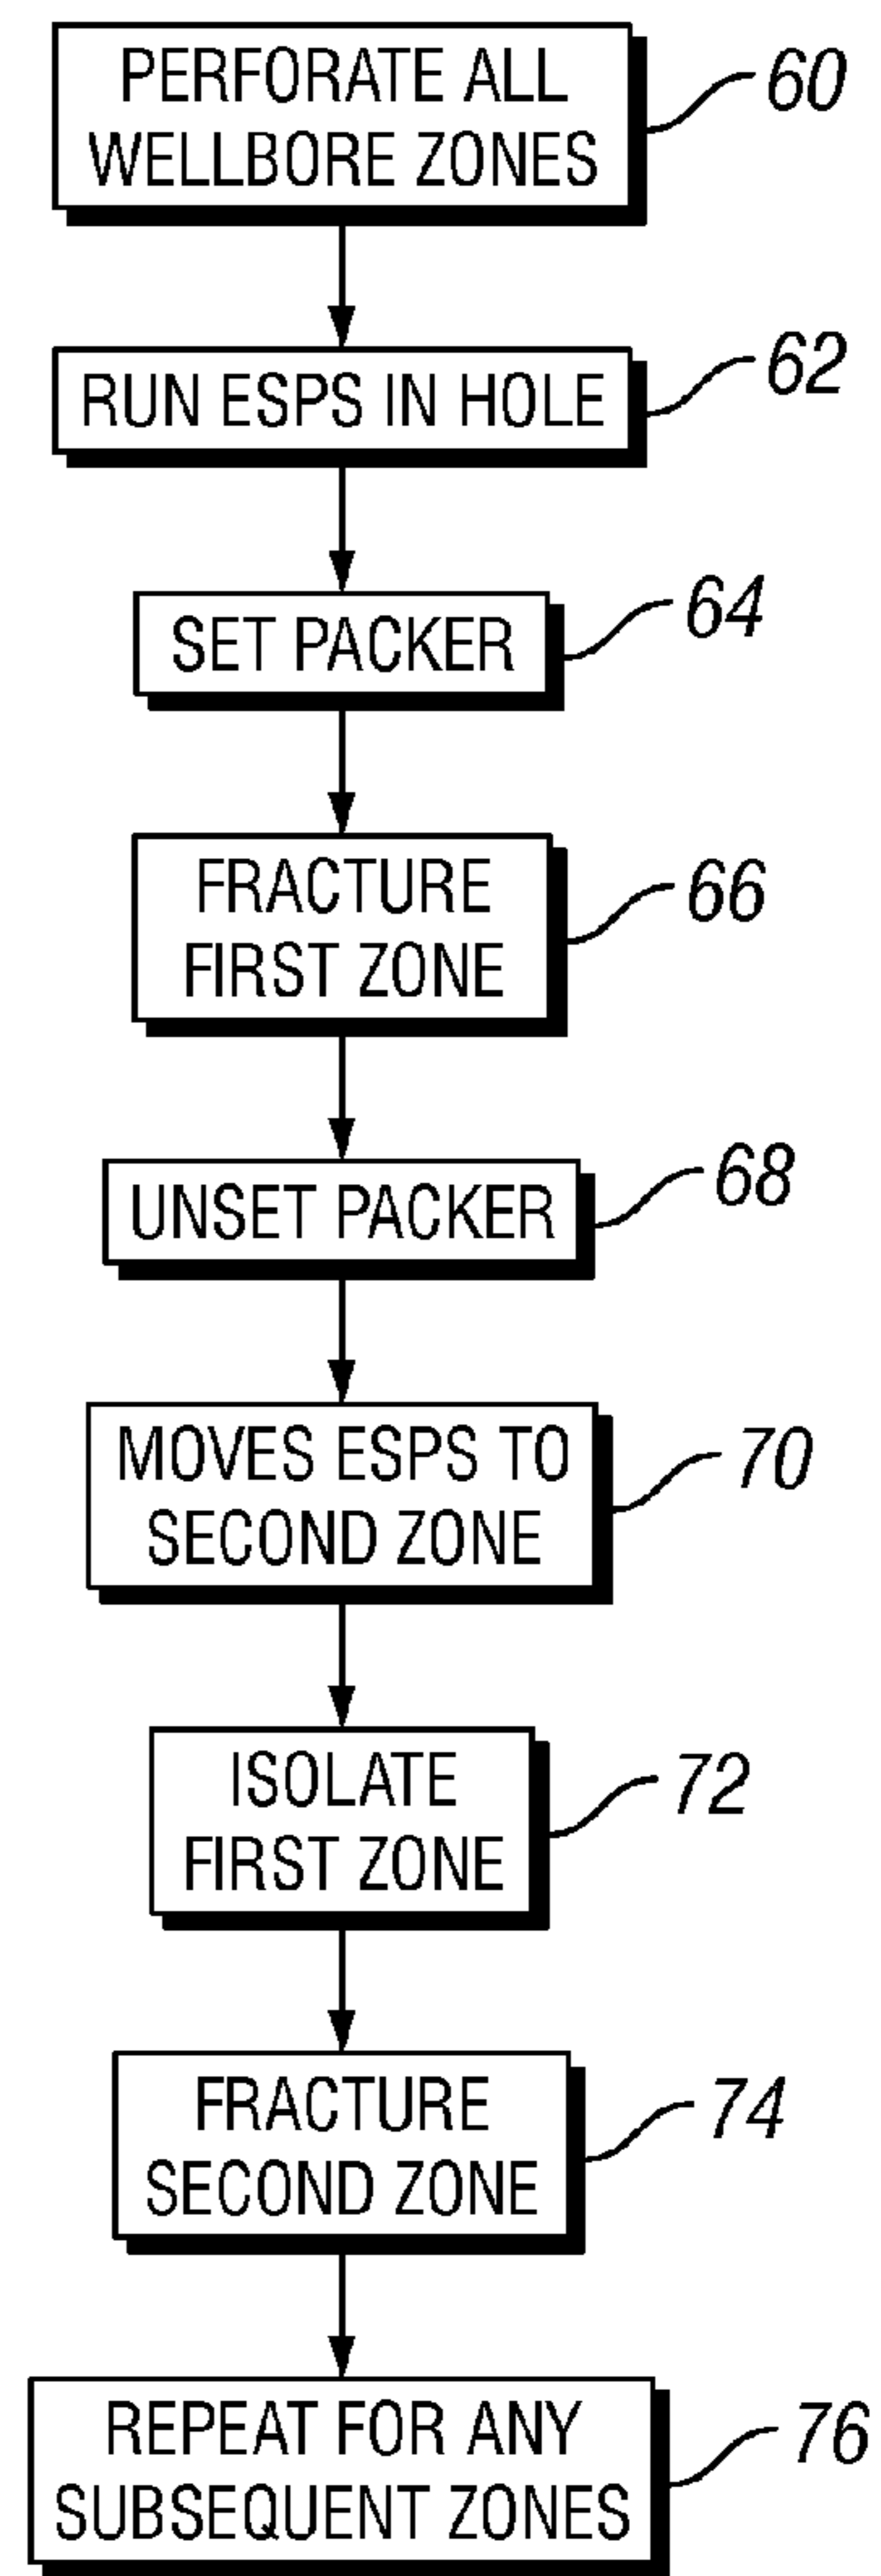 PERFORATE ALL
WELLBORE ZONES
60
RUN ESPS IN HOLE
62
SET PACKER
64
FRACTURE
FIRST ZONE
66
UNSET PACKER
68
MOVES ESPS TO
SECOND ZONE
70
ISOLATE
FIRST ZONE
72
FRACTURE
SECOND ZONE
74
REPEAT FOR ANY
SUBSEQUENT ZONES
76